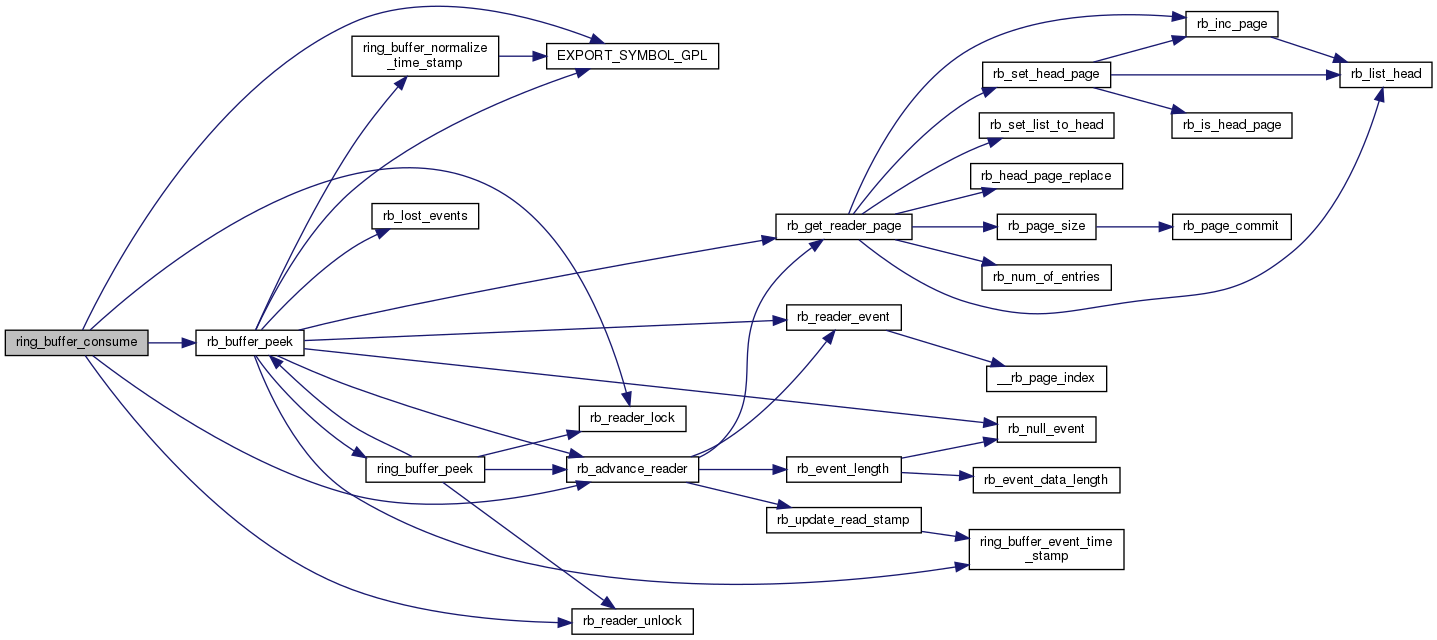 ring_buffer_consume
rb_buffer_peek
ring_buffer_normalize
_time_stamp
EXPORT_SYMBOL_GPL
rb_lost_events
ring_buffer_peek
rb_reader_lock
rb_advance_reader
rb_reader_unlock
rb_get_reader_page
rb_reader_event
rb_event_length
rb_update_read_stamp
rb_inc_page
rb_set_head_page
rb_list_head
rb_set_list_to_head
rb_is_head_page
rb_head_page_replace
rb_page_size
rb_page_commit
rb_num_of_entries
__rb_page_index
rb_null_event
rb_event_data_length
ring_buffer_event_time
_stamp